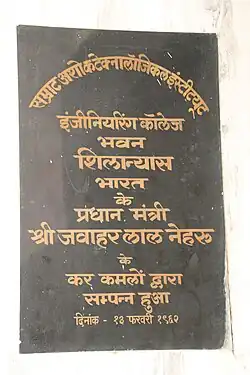 सम्राट अशोक टेक्नालॉजिकल इंस्टीट्यूट
इंजीनियरिंग कॉलेज
भवन
शिलान्यास
भारत
के
प्रधान मंत्री
श्री जवाहर लाल नेहरू
के
कर कमलों द्वारा
सम्पन्न हुआ
दिनांक - १३ फरवरी १९६२